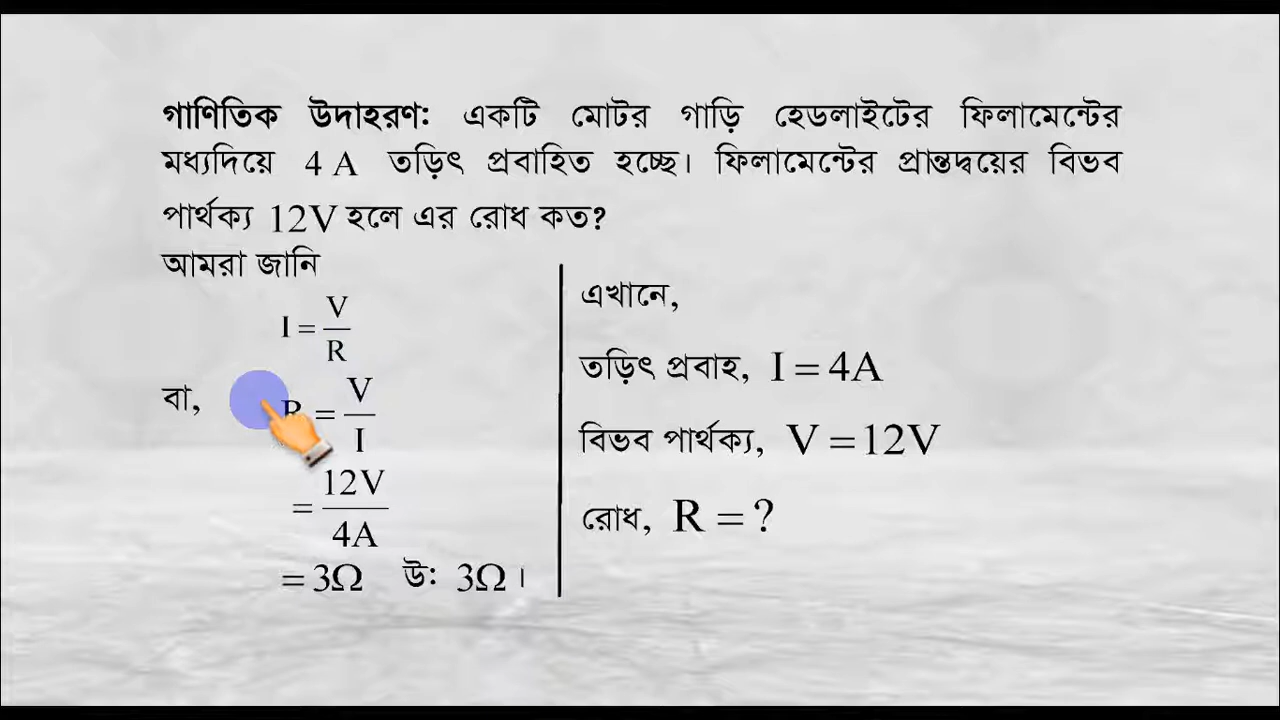 গাণিতিক উদাহরণ: একটি মোটর গাড়ি হেডলাইটের ফিলামেন্টের
মধ্যদিয়ে 4 A তড়িৎ প্রবাহিত হচ্ছে। ফিলামেন্টের প্রান্তদ্বয়ের বিভব
পার্থক্য 12V হলে এর রোধ কত?
আমরা জানি
I = V/R
বা, R = V/I
= 12V/4A
= 3Ω উ: 3Ω ।
এখানে,
তড়িৎ প্রবাহ, I = 4A
বিভব পার্থক্য, V = 12V
রোধ, R = ?